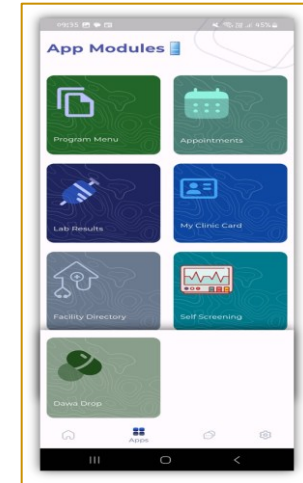 App Modules
Program Menu
Appointments
Lab Results
My Clinic Card
Facility Directory
Self Screening
Dawa Drop
Apps